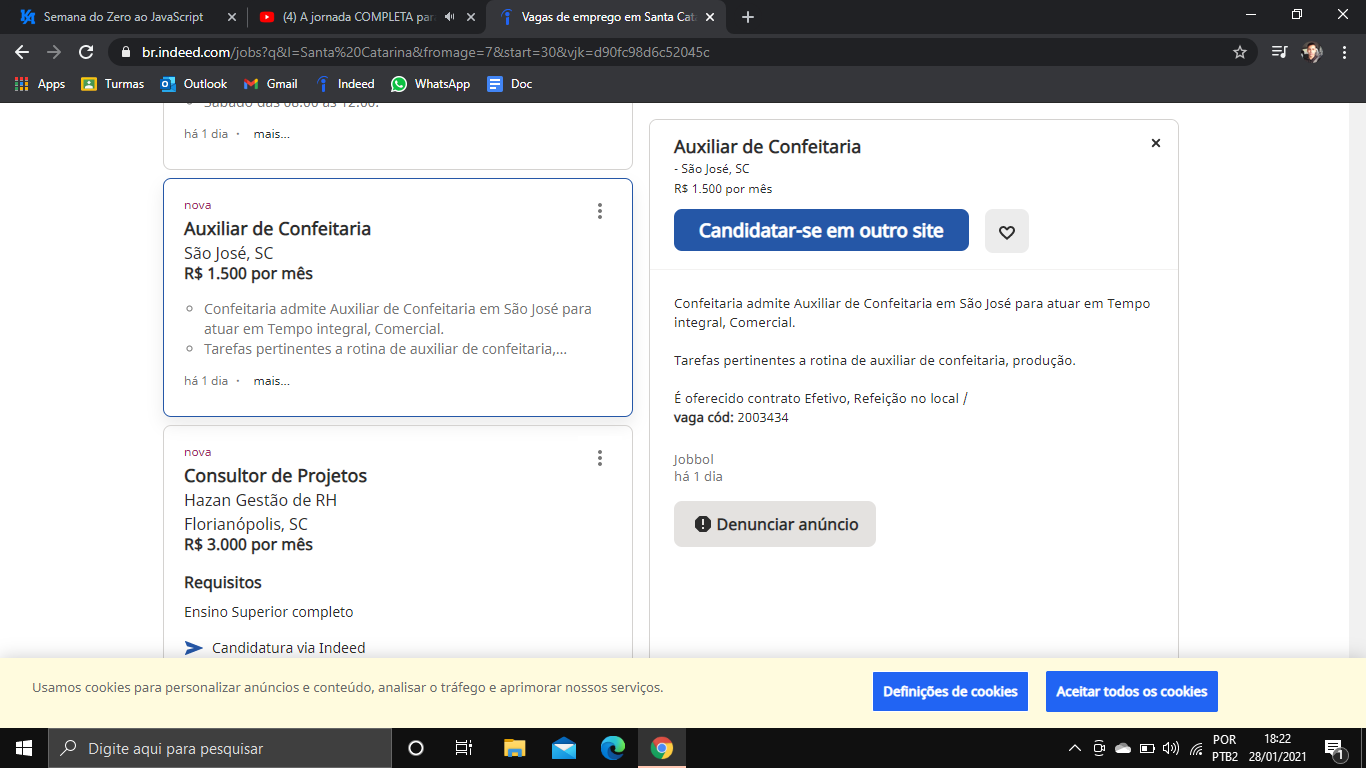 Semana do Zero ao JavaScript
(4) A jornada COMPLETA par
Vagas de emprego em Santa Cata
br.indeed.com/jobs?q&l=Santa%20Catarina&fromage=7&start=30&vjk=d90fc98d6c52045c
Apps
Turmas
Outlook
Gmail
Indeed
WhatsApp
Doc
Sábado das 08:00 às 12:00.
há 1 dia · mais...
nova
Auxiliar de Confeitaria
São José, SC
R$ 1.500 por mês
Confeitaria admite Auxiliar de Confeitaria em São José para
atuar em Tempo integral, Comercial.
Tarefas pertinentes a rotina de auxiliar de confeitaria,...
há 1 dia · mais...
nova
Consultor de Projetos
Hazan Gestão de RH
Florianópolis, SC
R$ 3.000 por mês
Requisitos
Ensino Superior completo
Candidatura via Indeed
Auxiliar de Confeitaria
- São José, SC
R$ 1.500 por mês
Candidatar-se em outro site
Confeitaria admite Auxiliar de Confeitaria em São José para atuar em Tempo
integral, Comercial.
Tarefas pertinentes a rotina de auxiliar de confeitaria, produção.
É oferecido contrato Efetivo, Refeição no local /
vaga cód: 2003434
Jobbol
há 1 dia
Denunciar anúncio
Usamos cookies para personalizar anúncios e conteúdo, analisar o tráfego e aprimorar nossos serviços.
Definições de cookies
Aceitar todos os cookies
Digite aqui para pesquisar
POR
PTB2
18:22
28/01/2021
1